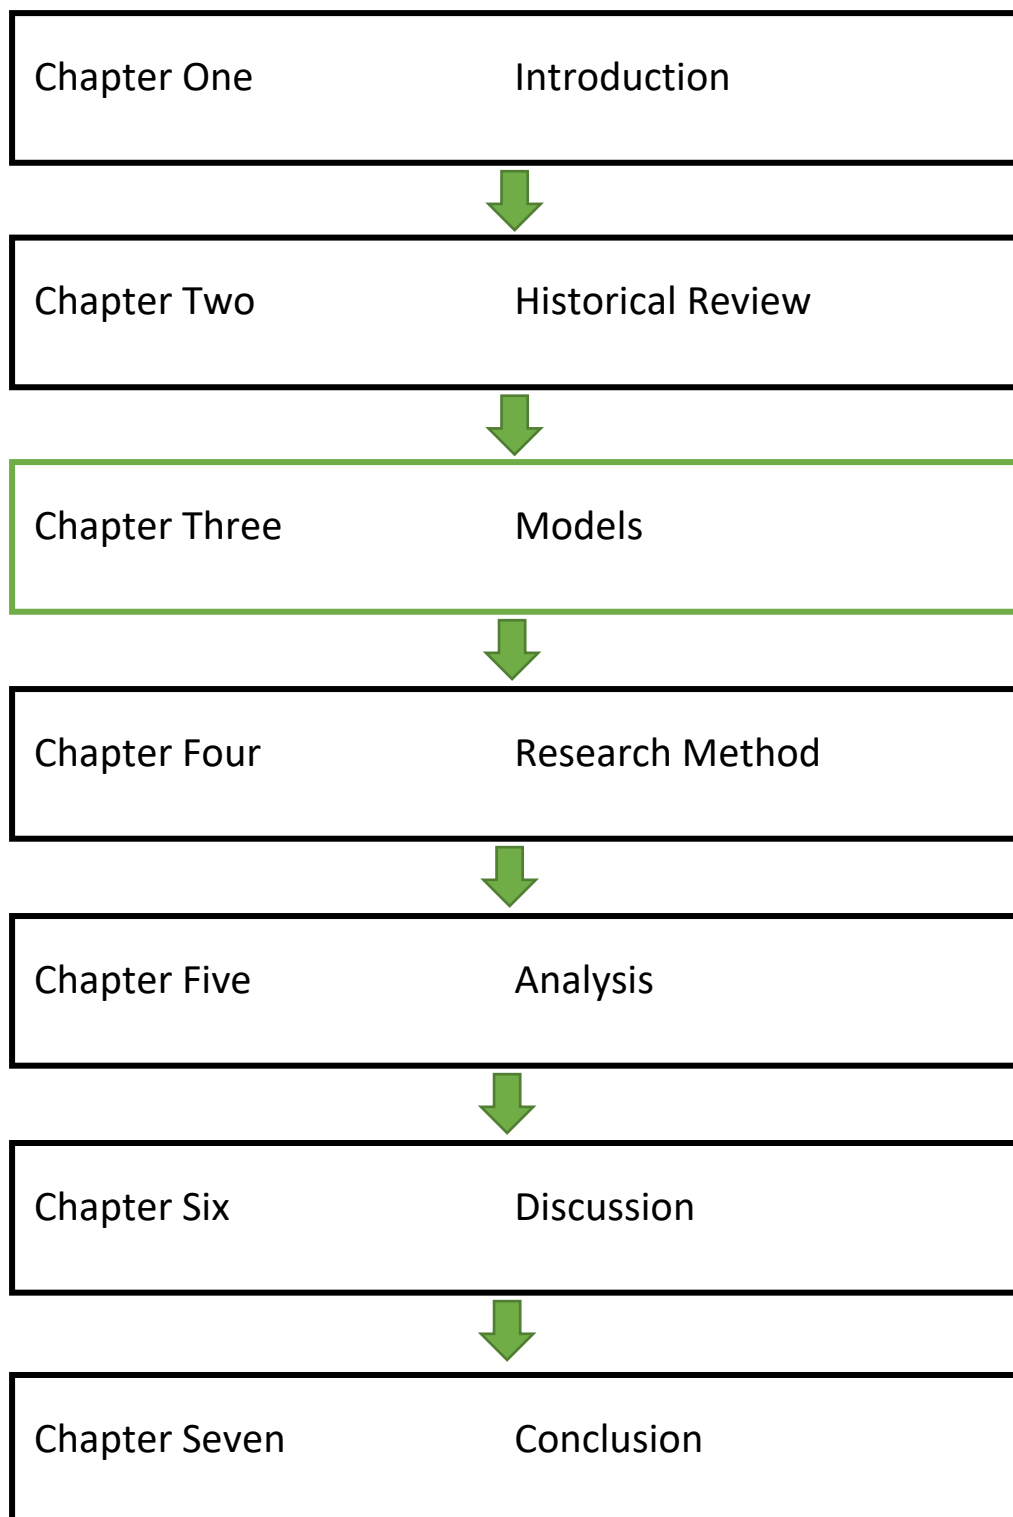 Chapter One Introduction
Chapter Two Historical Review
Chapter Three Models
Chapter Four Research Method
Chapter Five Analysis
Chapter Six Discussion
Chapter Seven Conclusion